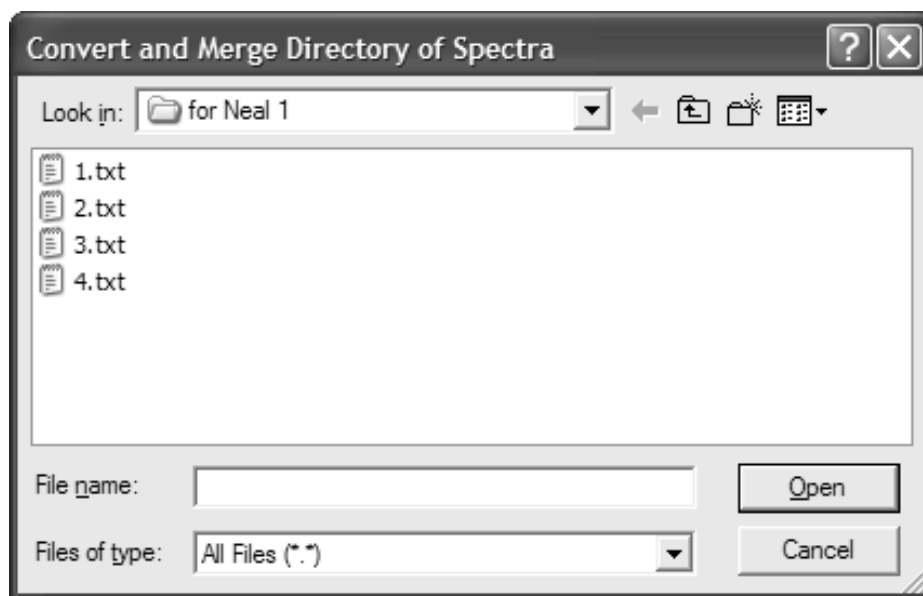 Convert and Merge Directory of Spectra
Look in: for Neal 1
1.txt
2.txt
3.txt
4.txt
File name: Open
Files of type: All Files (*.*) Cancel